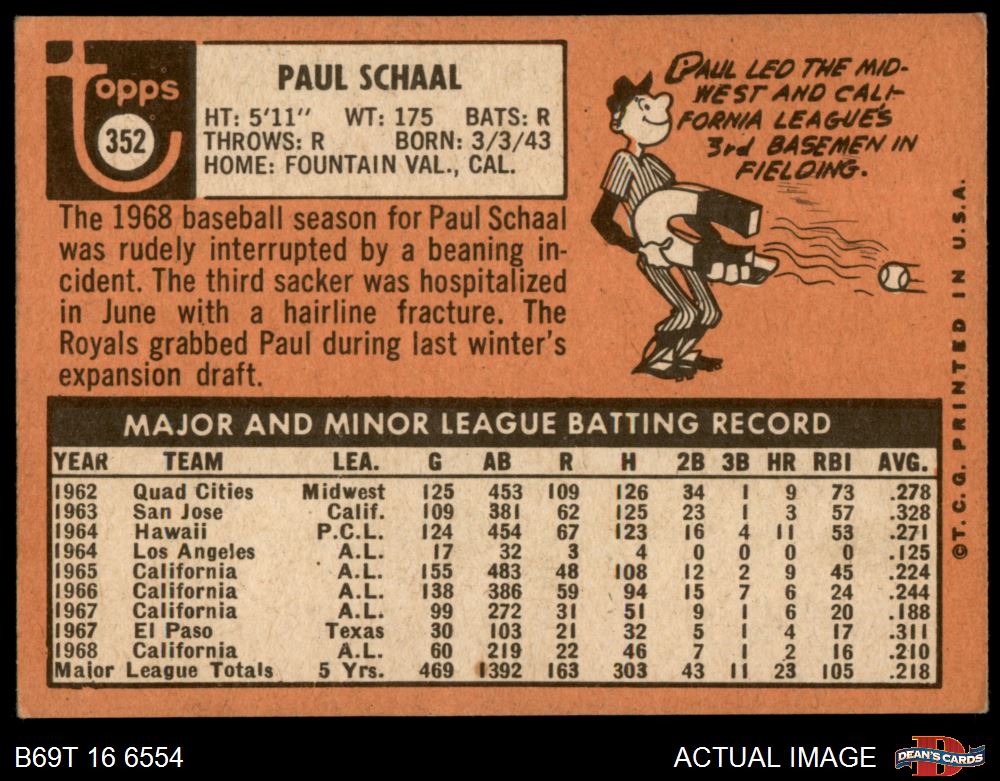 topps
352
PAUL SCHAAL
HT: 5'11" WT: 175 BATS: R
THROWS: R BORN: 3/3/43
HOME: FOUNTAIN VAL., CAL.
PAUL LED THE MID-
WEST AND CALI-
FORNIA LEAGUE'S
3rd BASEMEN IN
FIELDING.
The 1968 baseball season for Paul Schaal
was rudely interrupted by a beaning in-
cident. The third sacker was hospitalized
in June with a hairline fracture. The
Royals grabbed Paul during last winter's
expansion draft.
MAJOR AND MINOR LEAGUE BATTING RECORD
YEAR TEAM LEA. G AB R H 2B 3B HR RBI AVG.
1962 Quad Cities Midwest 125 453 109 126 34 1 9 73 .278
1963 San Jose Calif. 109 381 62 125 23 1 3 57 .328
1964 Hawaii P.C.L. 124 454 67 123 16 4 11 53 .271
1964 Los Angeles A.L. 17 32 3 4 0 0 0 0 .125
1965 California A.L. 155 483 48 108 12 2 9 45 .224
1966 California A.L. 138 386 59 94 15 7 6 24 .244
1967 California A.L. 99 272 31 51 9 1 6 20 .188
1967 El Paso Texas 30 103 21 32 5 1 4 17 .311
1968 California A.L. 60 219 22 46 7 1 2 16 .210
Major League Totals 5 Yrs. 469 1392 163 303 43 11 23 105 .218
©T.C.G. PRINTED IN U.S.A.
B69T 16 6554
ACTUAL IMAGE
D
DEAN'S CARDS